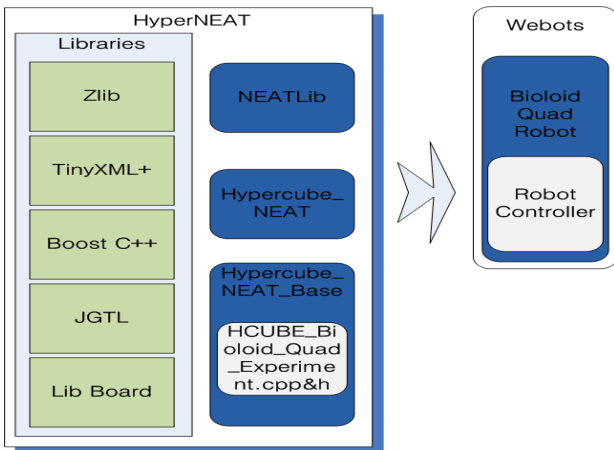 HyperNEAT
Libraries
Zlib
TinyXML+
Boost C++
JGTL
Lib Board
NEATLib
Hypercube_
NEAT
Hypercube_
NEAT_Base
HCUBE_Bi
oloid_Quad
_Experime
nt.cpp&h
Webots
Bioloid
Quad
Robot
Robot
Controller